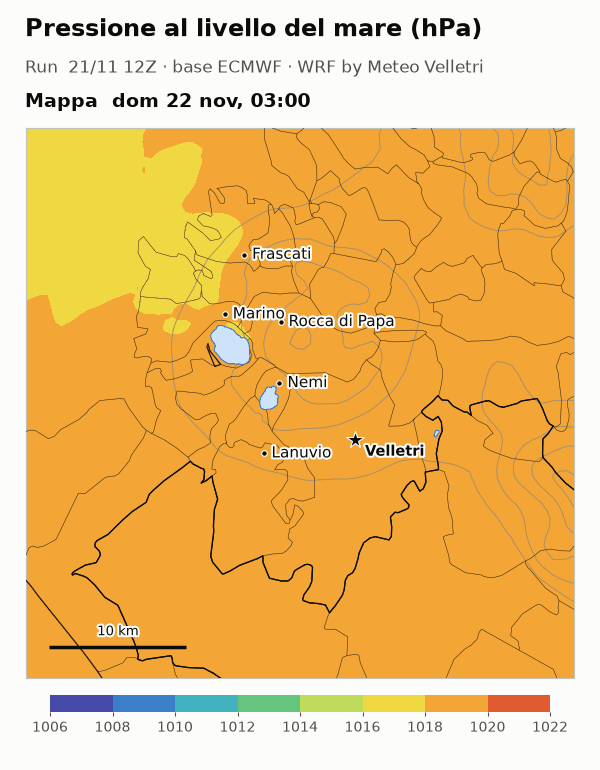 Pressione al livello del mare (hPa)
Run  21/11 12Z · base ECMWF · WRF by Meteo Velletri
Mappa  dom 22 nov, 03:00
Frascati
Marino
Rocca di Papa
Nemi
Velletri
Lanuvio
10 km
1006 1008 1010 1012 1014 1016 1018 1020 1022